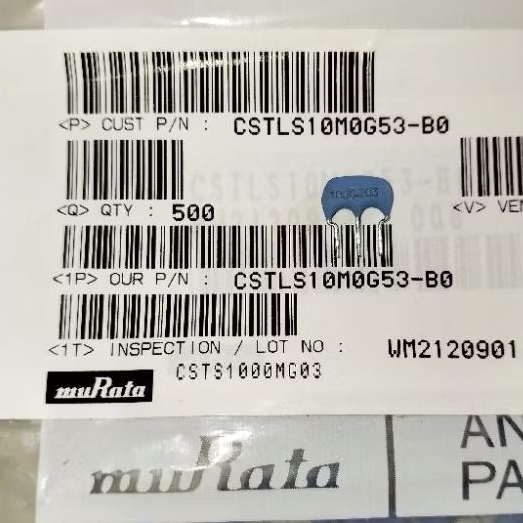 <P> CUST P/N : CSTLS10M0G53-B0
<Q> QTY : 500
<V> VEN
<1P> OUR P/N : CSTLS10M0G53-B0
<1T> INSPECTION / LOT NO : WM2120901
CSTS1000MG03
muRata
muRata
AN
PA